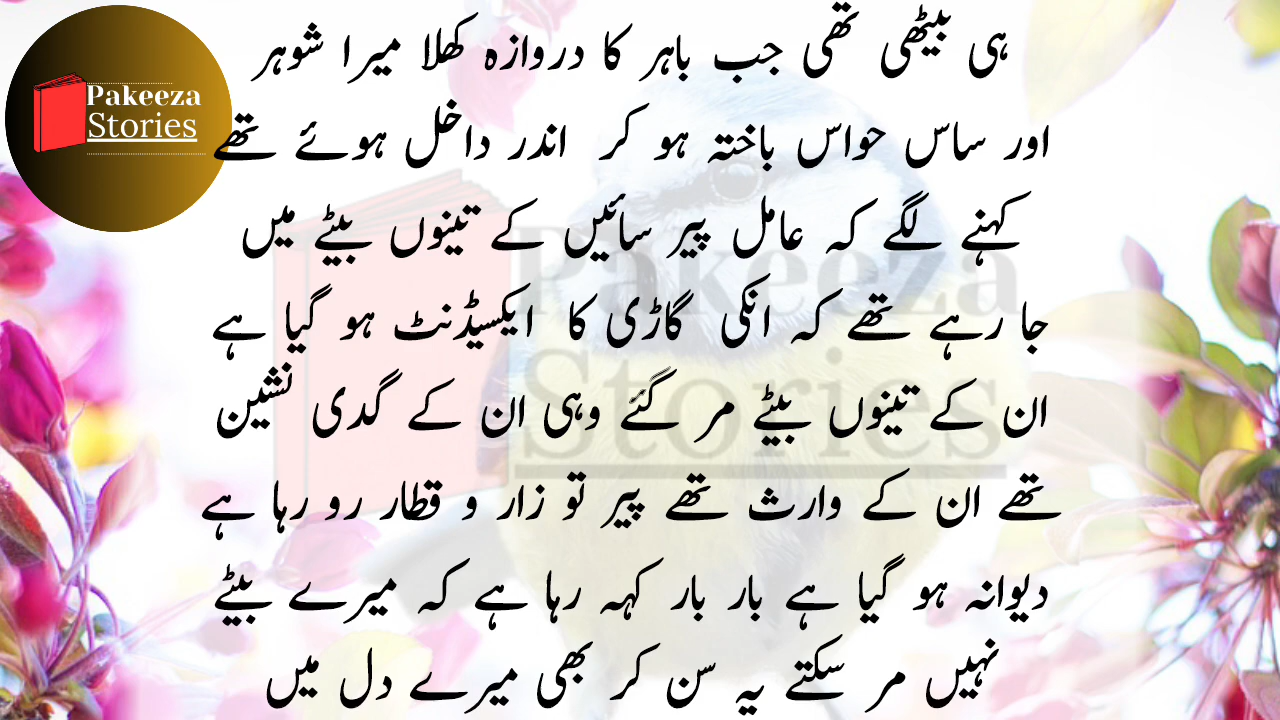 Pakeeza
Stories
ہی بیٹھی تھی جب باہر کا دروازہ کھلا میرا شوہر
اور ساس حواس باختہ ہو کر اندر داخل ہوئے تھے
کہنے لگے کہ عامل پیر سائیں کے تینوں بیٹے میں
جا رہے تھے کہ انکی گاڑی کا ایکسیڈنٹ ہو گیا ہے
ان کے تینوں بیٹے مر گئے وہی ان کے گدی نشین
تھے ان کے وارث تھے پیر تو زار و قطار رو رہا ہے
دیوانہ ہو گیا ہے بار بار کہہ رہا ہے کہ میرے بیٹے
نہیں مر سکتے یہ سن کر بھی میرے دل میں
Pakeeza
Stories